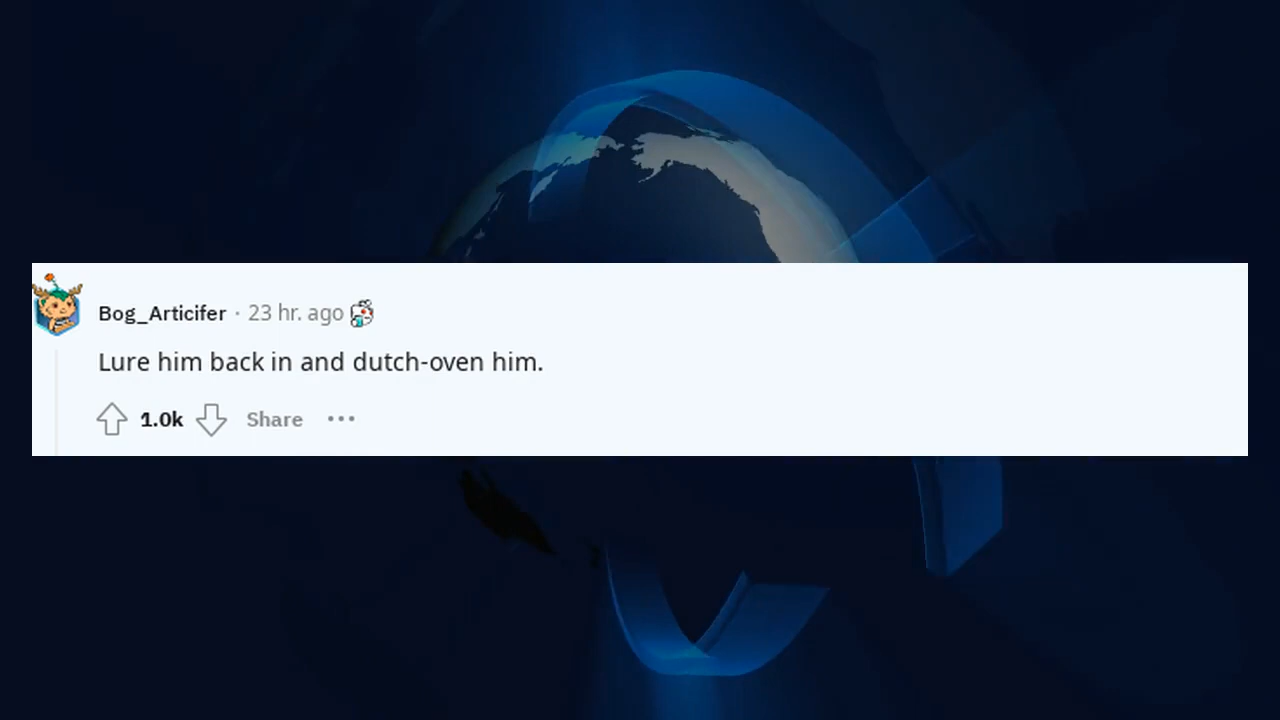 Bog_Articifer · 23 hr. ago
Lure him back in and dutch-oven him.
1.0k Share ···